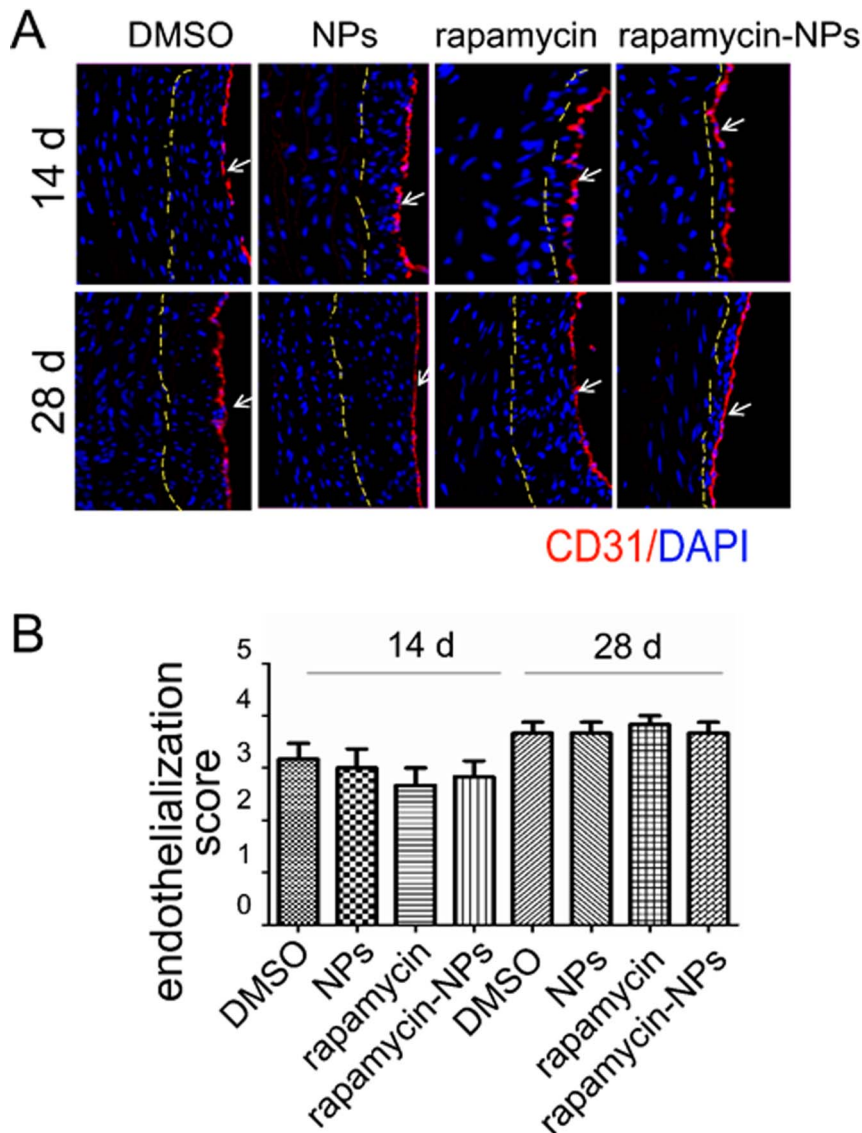 A
DMSO NPs rapamycin rapamycin-NPs
14 d
28 d
CD31/DAPI
B
14 d 28 d
5
4
3
2
1
0
endothelialization
score
DMSO
NPs
rapamycin
rapamycin-NPs
DMSO
NPs
rapamycin
rapamycin-NPs